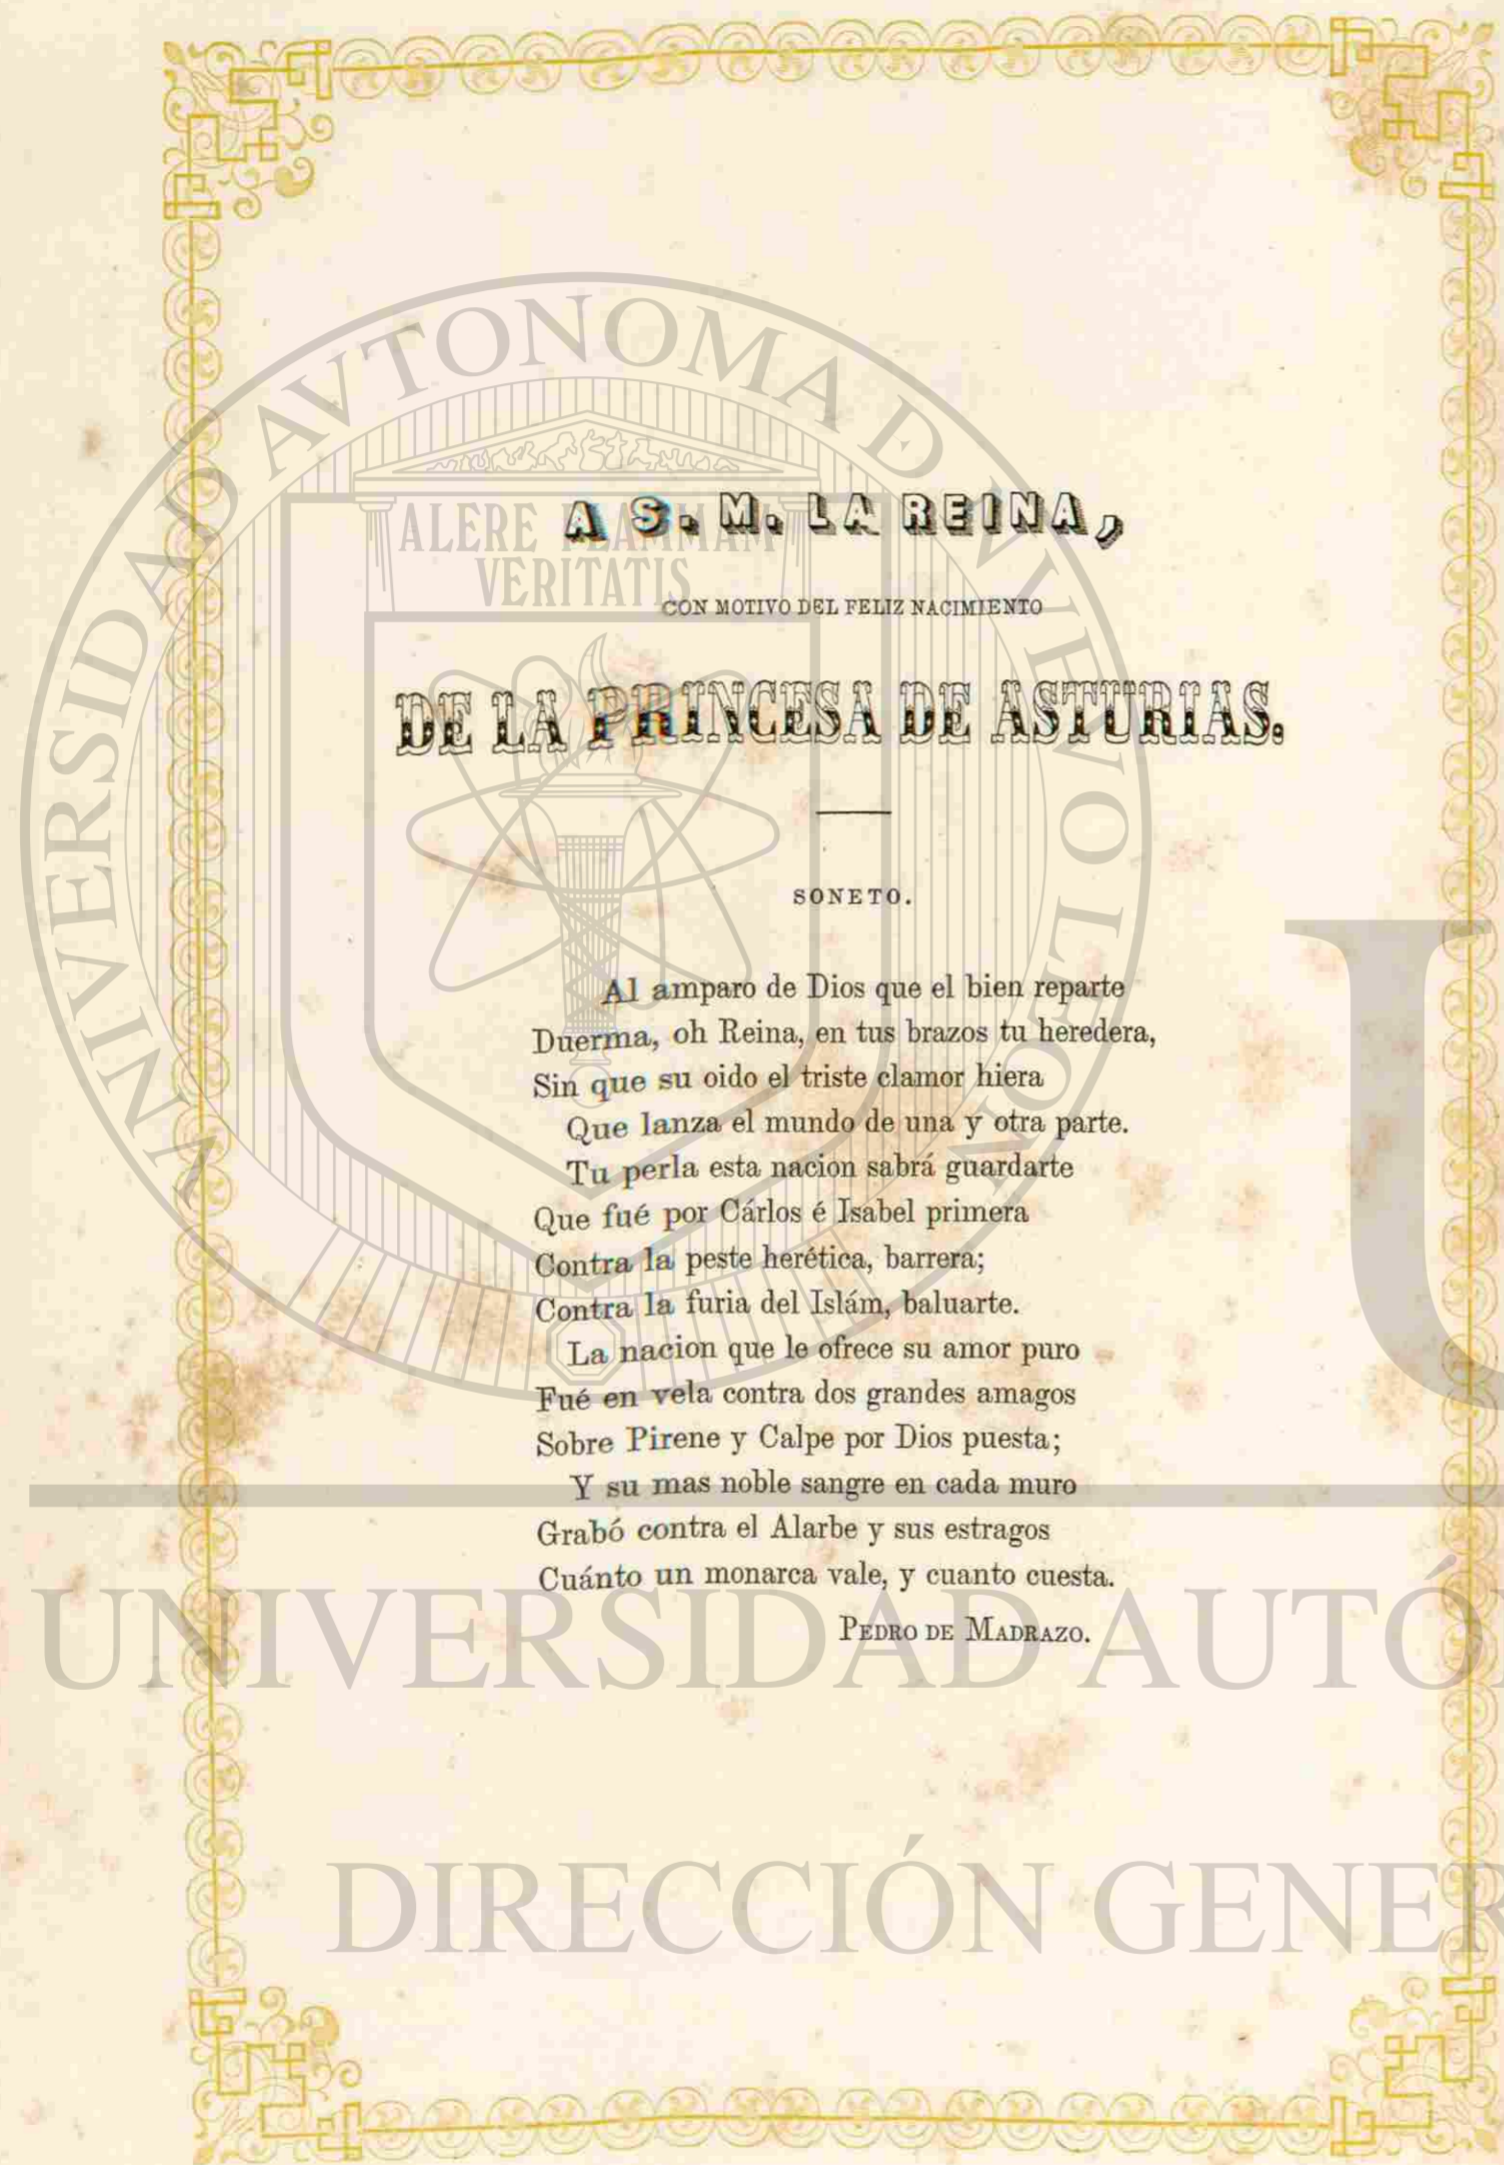 A S. M. LA REINA,
CON MOTIVO DEL FELIZ NACIMIENTO
DE LA PRINCESA DE ASTURIAS.
SONETO.
Al amparo de Dios que el bien reparte
Duerma, oh Reina, en tus brazos tu heredera,
Sin que su oido el triste clamor hiera
Que lanza el mundo de una y otra parte.
Tu perla esta nacion sabrá guardarte
Que fué por Cárlos é Isabel primera
Contra la peste herética, barrera;
Contra la furia del Islám, baluarte.
La nacion que le ofrece su amor puro
Fué en vela contra dos grandes amagos
Sobre Pirene y Calpe por Dios puesta;
Y su mas noble sangre en cada muro
Grabó contra el Alarbe y sus estragos
Cuánto un monarca vale, y cuanto cuesta.
PEDRO DE MADRAZO.
UNIVERSIDAD AVTONOMA D NVEVO LEON
ALERE FLAMMAM
VERITATIS
U
UNIVERSIDAD AUTÓ
DIRECCIÓN GENER